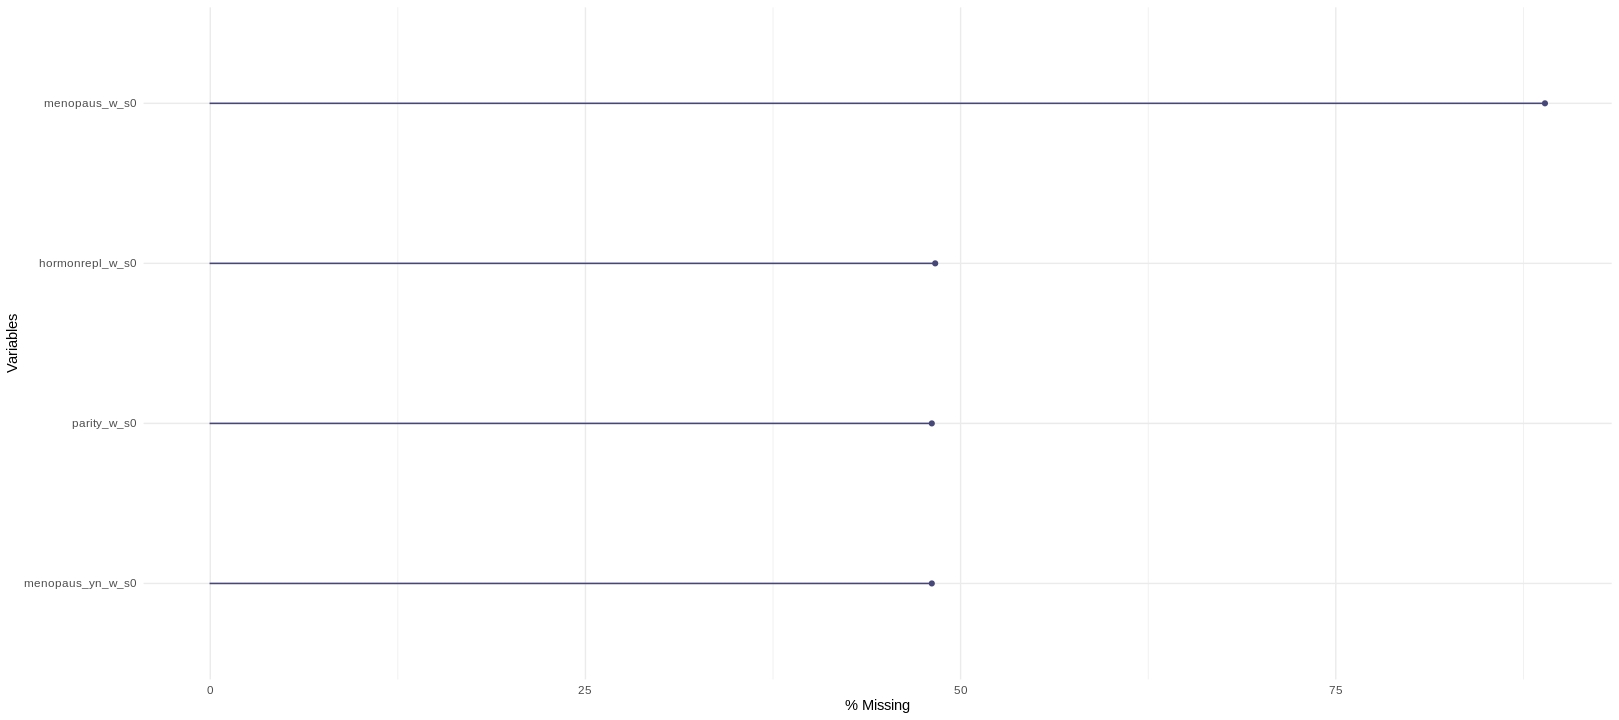 menopaus_w_s0
hormonrepl_w_s0
Variables
parity_w_s0
menopaus_yn_w_s0
0 25 50 75
% Missing